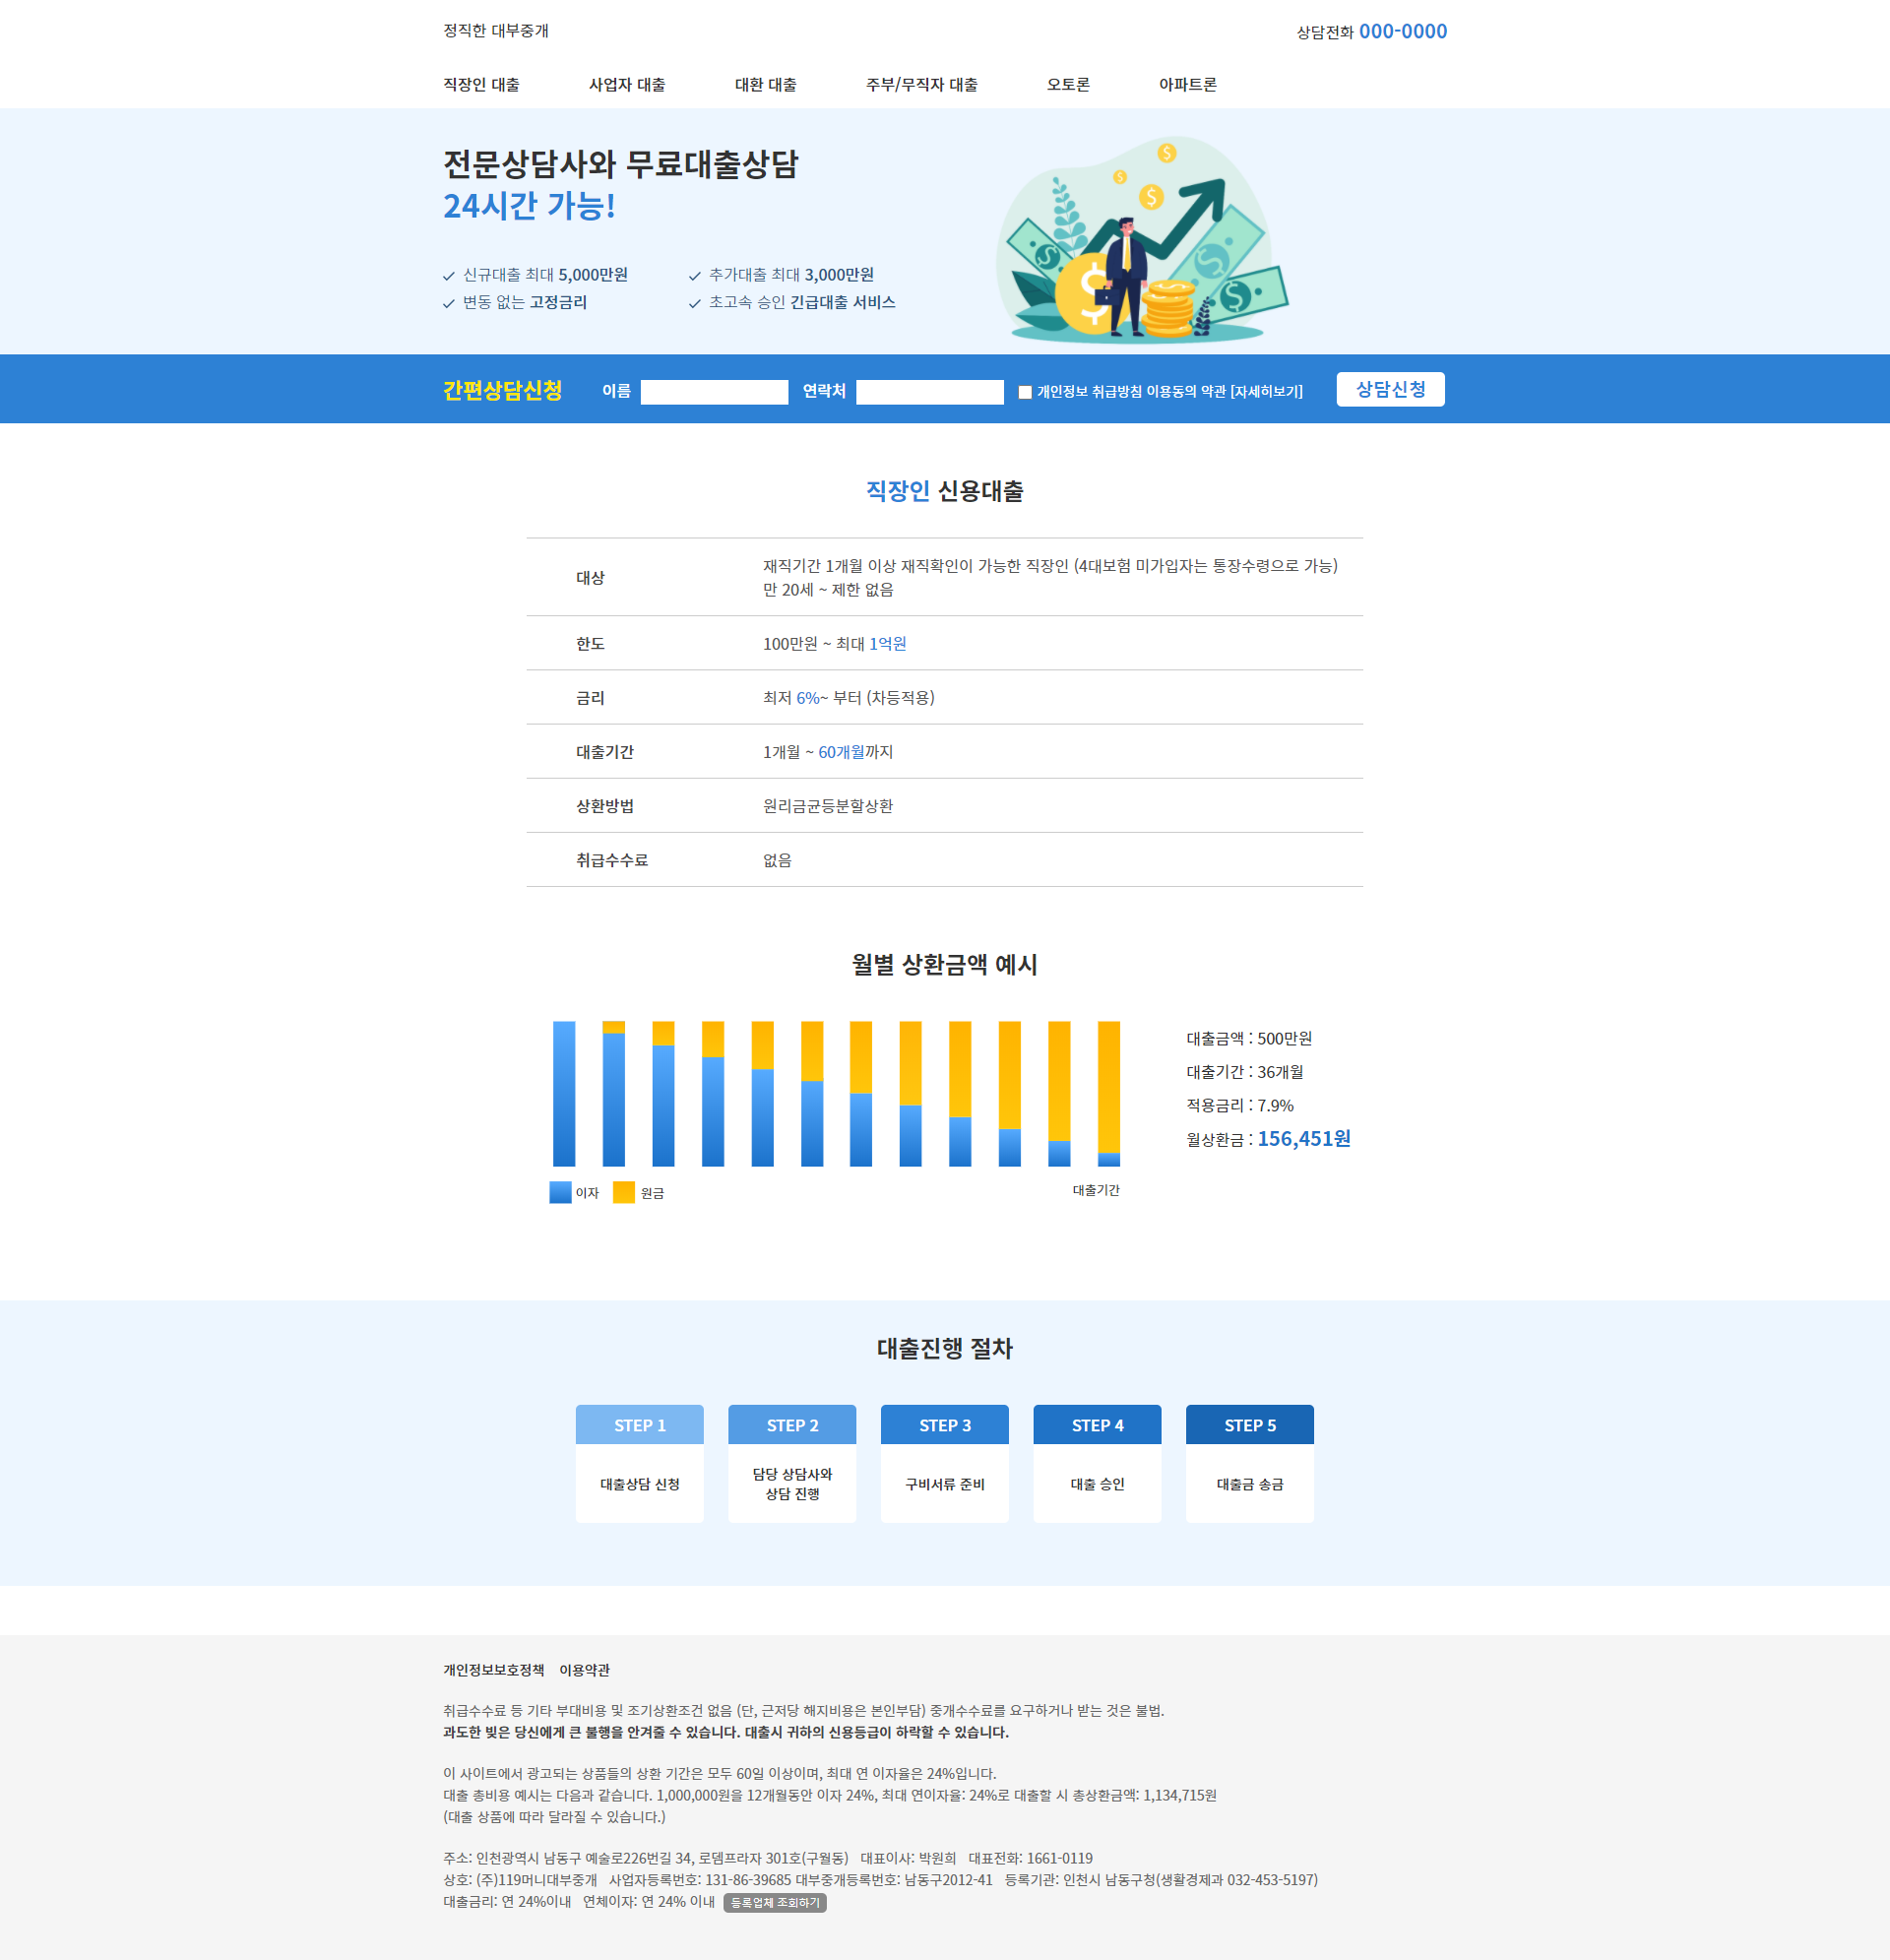 정직한 대부중개
상담전화 000-0000
직장인 대출 사업자 대출 대환 대출 주부/무직자 대출 오토론 아파트론
전문상담사와 무료대출상담
24시간 가능!
신규대출 최대 5,000만원 추가대출 최대 3,000만원
변동 없는 고정금리 초고속 승인 긴급대출 서비스
간편상담신청 이름 연락처 개인정보 취급방침 이용동의 약관 [자세히보기] 상담신청
직장인 신용대출
대상
재직기간 1개월 이상 재직확인이 가능한 직장인 (4대보험 미가입자는 통장수령으로 가능)
만 20세 ~ 제한 없음
한도 100만원 ~ 최대 1억원
금리 최저 6%~ 부터 (차등적용)
대출기간 1개월 ~ 60개월까지
상환방법 원리금균등분할상환
취급수수료 없음
월별 상환금액 예시
대출금액 : 500만원
대출기간 : 36개월
적용금리 : 7.9%
월상환금 : 156,451원
이자 원금 대출기간
대출진행 절차
STEP 1 STEP 2 STEP 3 STEP 4 STEP 5
대출상담 신청
담당 상담사와
상담 진행
구비서류 준비
대출 승인
대출금 송금
개인정보보호정책 이용약관
취급수수료 등 기타 부대비용 및 조기상환조건 없음 (단, 근저당 해지비용은 본인부담) 중개수수료를 요구하거나 받는 것은 불법.
과도한 빚은 당신에게 큰 불행을 안겨줄 수 있습니다. 대출시 귀하의 신용등급이 하락할 수 있습니다.
이 사이트에서 광고되는 상품들의 상환 기간은 모두 60일 이상이며, 최대 연 이자율은 24%입니다.
대출 총비용 예시는 다음과 같습니다. 1,000,000원을 12개월동안 이자 24%, 최대 연이자율: 24%로 대출할 시 총상환금액: 1,134,715원
(대출 상품에 따라 달라질 수 있습니다.)
주소: 인천광역시 남동구 예술로226번길 34, 로뎀프라자 301호(구월동) 대표이사: 박원희 대표전화: 1661-0119
상호: (주)119머니대부중개 사업자등록번호: 131-86-39685 대부중개등록번호: 남동구2012-41 등록기관: 인천시 남동구청(생활경제과 032-453-5197)
대출금리: 연 24%이내 연체이자: 연 24% 이내 등록업체 조회하기